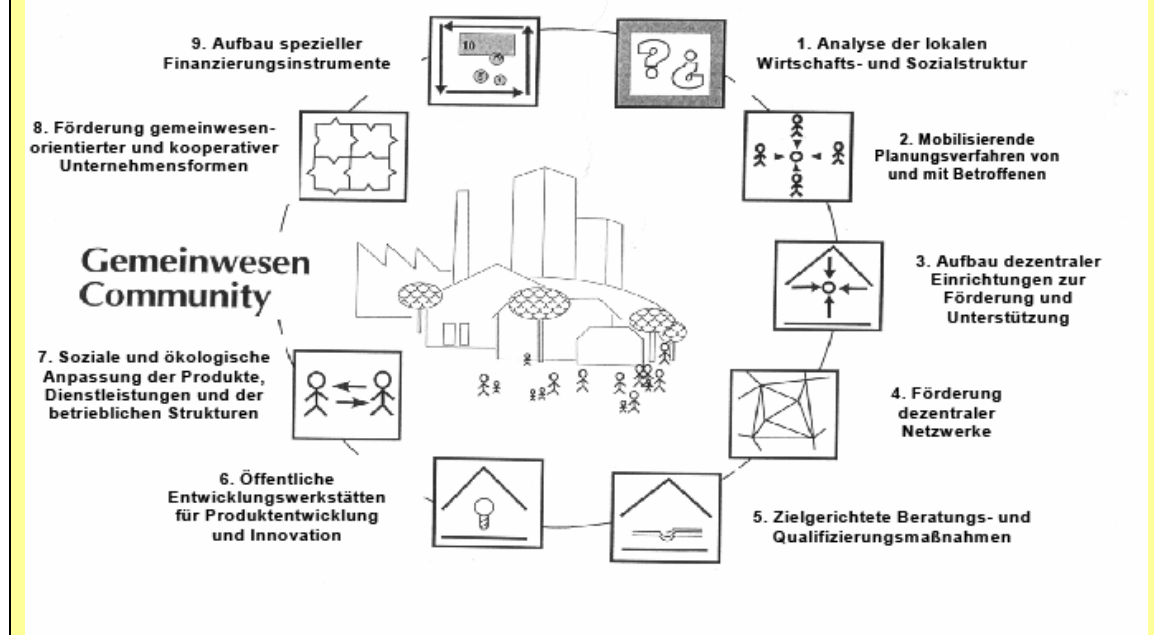 1. Analyse der lokalen
Wirtschafts- und Sozialstruktur
2. Mobilisierende
Planungsverfahren von
und mit Betroffenen
3. Aufbau dezentraler
Einrichtungen zur
Förderung und
Unterstützung
4. Förderung
dezentraler
Netzwerke
5. Zielgerichtete Beratungs- und
Qualifizierungsmaßnahmen
6. Öffentliche
Entwicklungswerkstätten
für Produktentwicklung
und Innovation
7. Soziale und ökologische
Anpassung der Produkte,
Dienstleistungen und der
betrieblichen Strukturen
8. Förderung gemeinwesen-
orientierter und kooperativer
Unternehmensformen
9. Aufbau spezieller
Finanzierungsinstrumente
10
? ¿
Gemeinwesen
Community